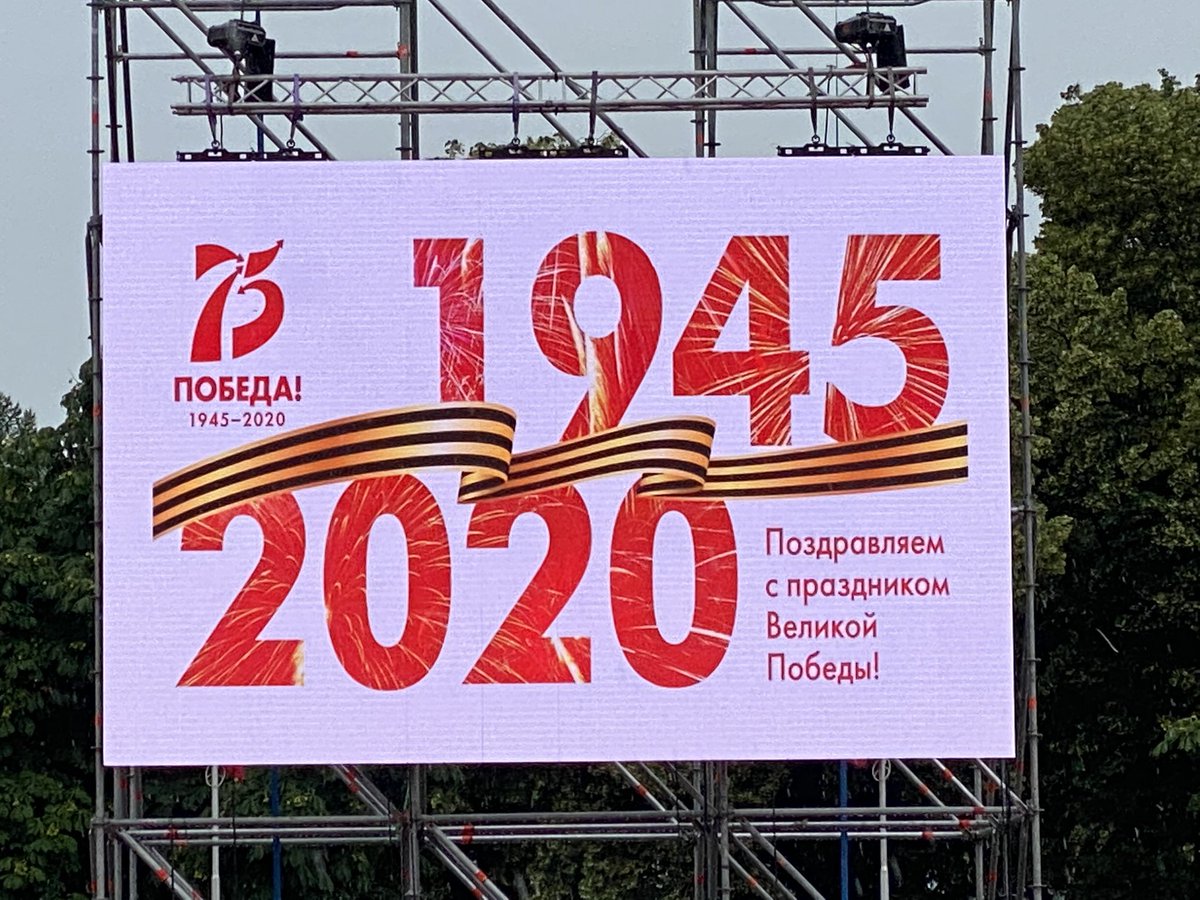 75
ПОБЕДА!
1945–2020
1945
2020
Поздравляем
с праздником
Великой
Победы!